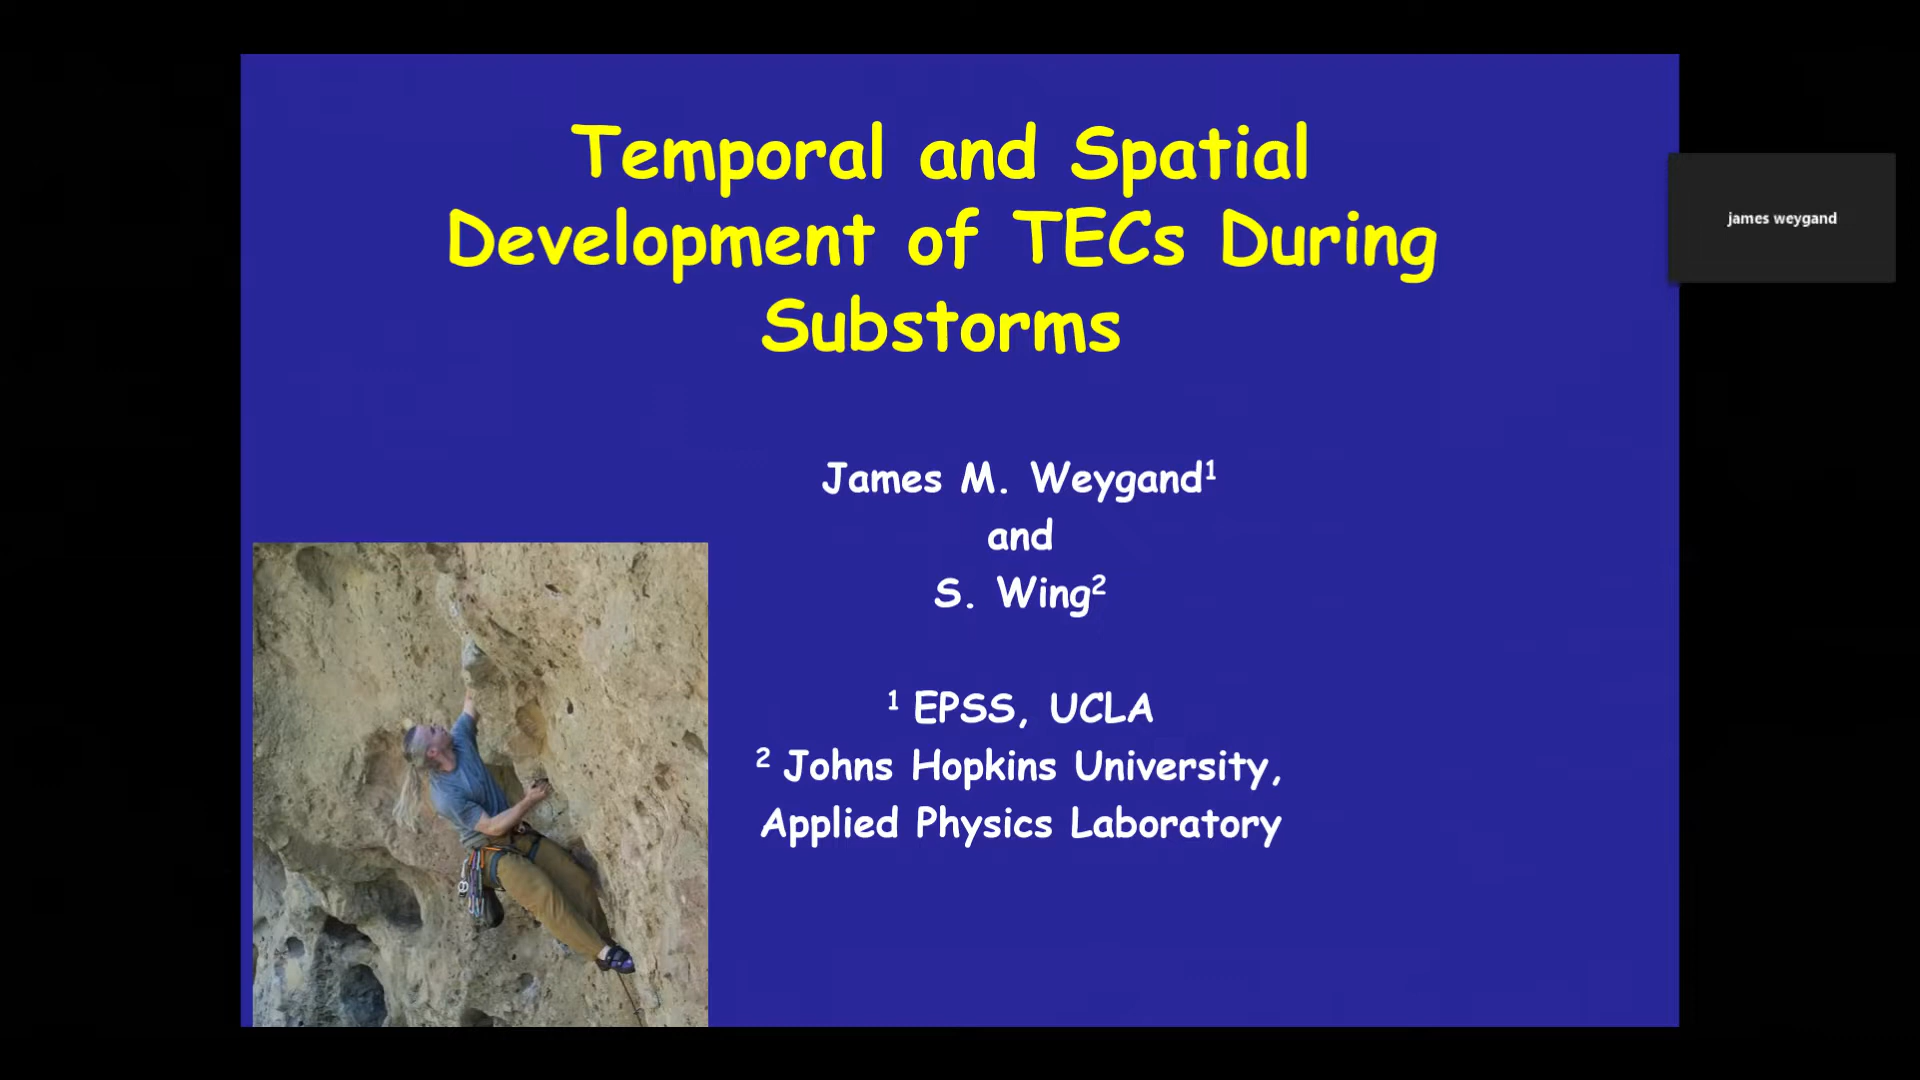 Temporal and Spatial
Development of TECs During
Substorms
James M. Weygand¹
and
S. Wing²
¹ EPSS, UCLA
² Johns Hopkins University,
Applied Physics Laboratory
james weygand